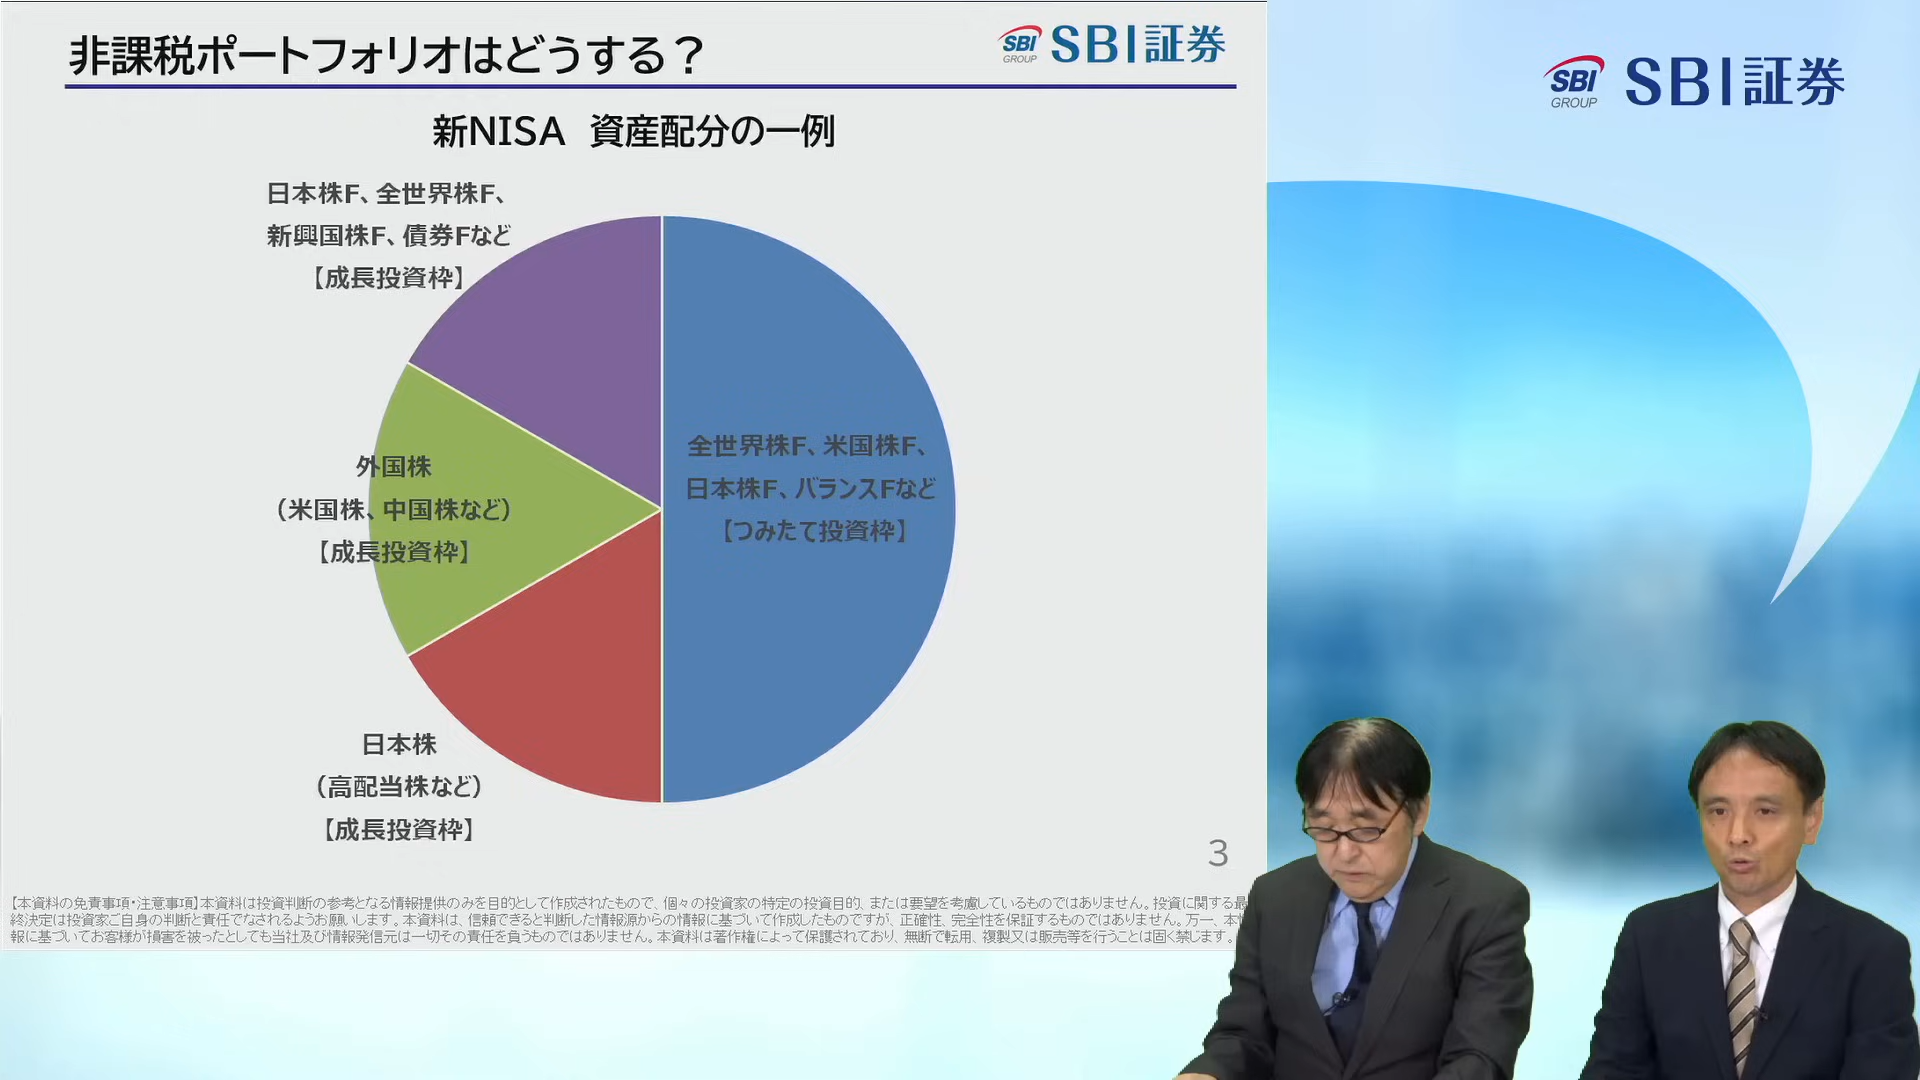 非課税ポートフォリオはどうする？
SBI GROUP SBI証券
SBI GROUP SBI証券
新NISA　資産配分の一例
日本株F、全世界株F、
新興国株F、債券Fなど
【成長投資枠】
全世界株F、米国株F、
日本株F、バランスFなど
【つみたて投資枠】
外国株
（米国株、中国株など）
【成長投資枠】
日本株
（高配当株など）
【成長投資枠】
3
【本資料の免責事項・注意事項】本資料は投資判断の参考となる情報提供のみを目的として作成されたもので、個々の投資家の特定の投資目的、または要望を考慮しているものではありません。投資に関する最
終決定は投資家ご自身の判断と責任でなされるようお願いします。本資料は、信頼できると判断した情報源からの情報に基づいて作成したものですが、正確性、完全性を保証するものではありません。万一、本情
報に基づいてお客様が損害を被ったとしても当社及び情報発信元は一切その責任を負うものではありません。本資料は著作権によって保護されており、無断で転用、複製又は販売等を行うことは固く禁じます。